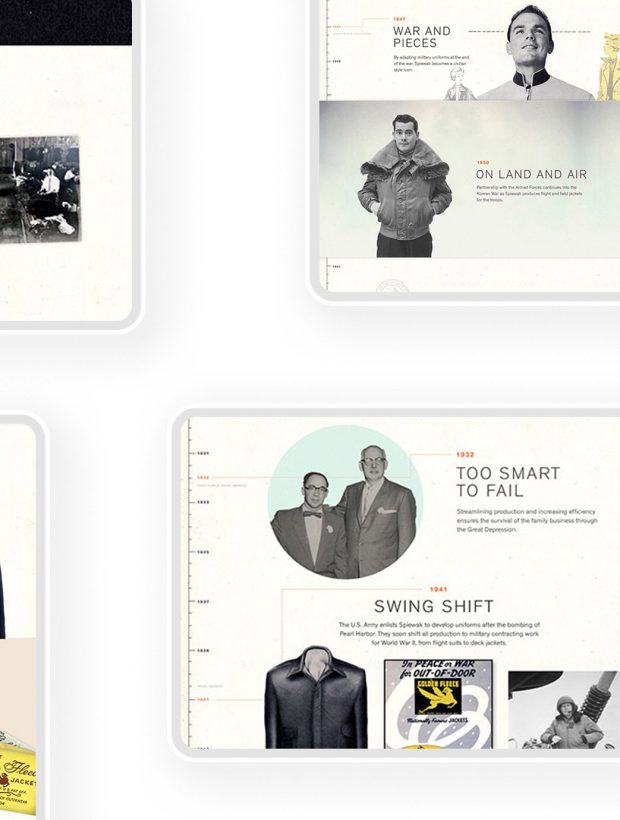 1947
WAR AND
PIECES
By adapting military uniforms at the end
of the war, Spiewak becomes a civilian
style icon.
1950
ON LAND AND AIR
Partnership with the Armed Forces continues into the
Korean War as Spiewak produces flight and field jackets
for the troops.
1951
1931
1932
TOO SMART
TO FAIL
1932
1933
Streamlining production and increasing efficiency
ensures the survival of the family business through
the Great Depression.
1935
1941
1937
SWING SHIFT
The U.S. Army enlists Spiewak to develop uniforms after the bombing of
Pearl Harbor. They soon shift all production to military contracting work
for World War II, from flight suits to deck jackets.
1939
In PEACE or WAR
for OUT-OF-DOOR
GOLDEN FLEECE
Nationally Famous JACKETS
1941
Fleec
JACKET